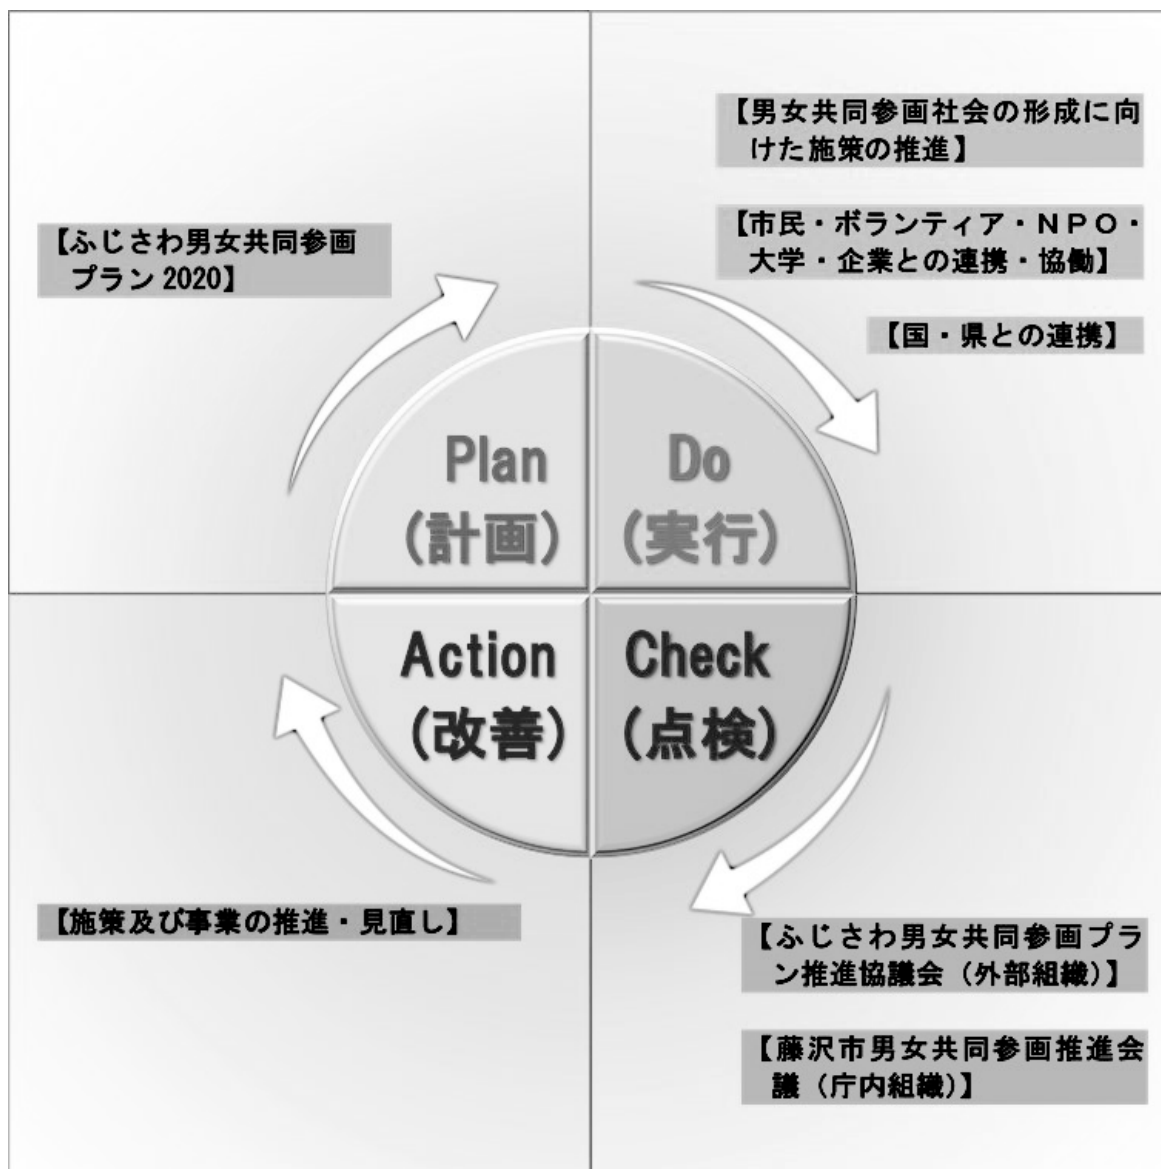 【男女共同参画社会の形成に向
けた施策の推進】
【市民・ボランティア・ＮＰＯ・
大学・企業との連携・協働】
【国・県との連携】
【ふじさわ男女共同参画
プラン 2020】
Plan
(計画)
Do
(実行)
Action
(改善)
Check
(点検)
【施策及び事業の推進・見直し】
【ふじさわ男女共同参画プラ
ン推進協議会（外部組織）】
【藤沢市男女共同参画推進会
議（庁内組織）】